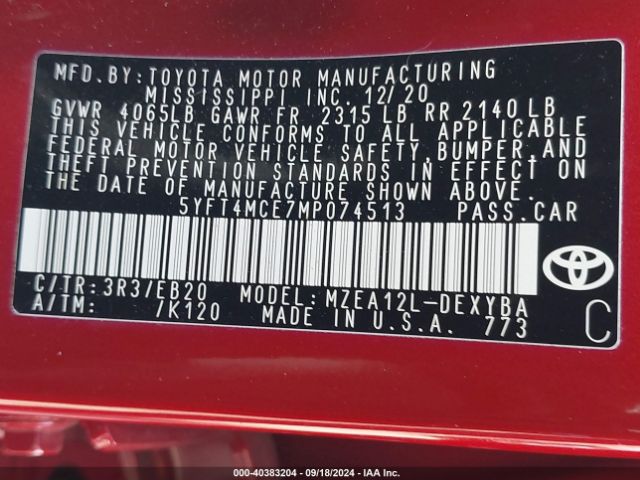 MFD.BY:TOYOTA MOTOR MANUFACTURING
MISSISSIPPI INC. 12/20
GVWR 4065LB GAWR FR 2315 LB RR 2140 LB
THIS VEHICLE CONFORMS TO ALL APPLICABLE
FEDERAL MOTOR VEHICLE SAFETY,BUMPER,AND
THEFT PREVENTION STANDARDS IN EFFECT ON
THE DATE OF MANUFACTURE SHOWN ABOVE.
5YFT4MCE7MP074513 PASS.CAR
C/TR:3R3/EB20 MODEL:MZEA12L-DEXYBA
A/TM: /K120 MADE IN U.S.A. 773
C
000-40383204 / 09/18/2024 / IAA Inc.